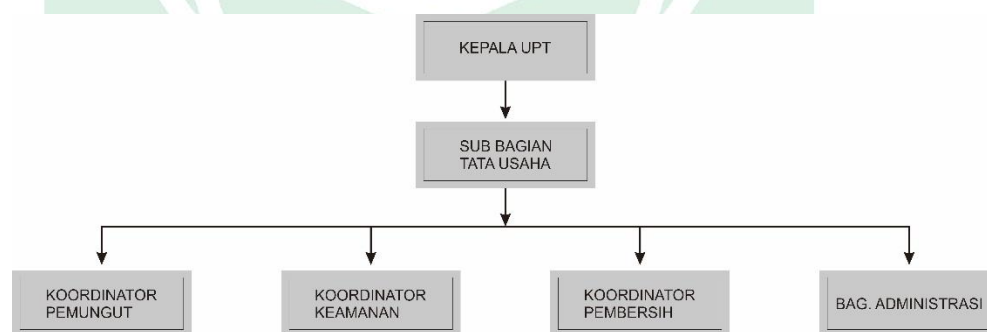 KEPALA UPT
SUB BAGIAN
TATA USAHA
KOORDINATOR
PEMUNGUT
KOORDINATOR
KEAMANAN
KOORDINATOR
PEMBERSIH
BAG. ADMINISTRASI